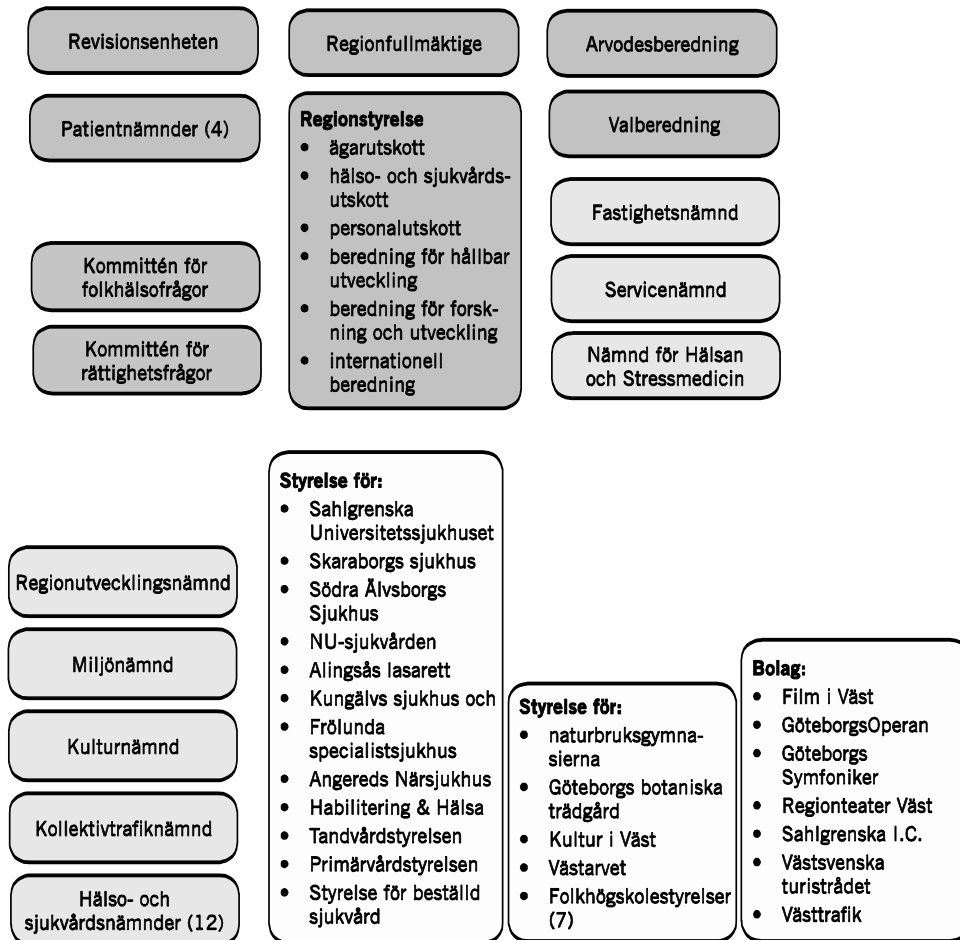 Revisionsenheten
Regionfullmäktige
Arvodesberedning
Patientnämnder (4)
Regionstyrelse
• ägarutskott
• hälso- och sjukvårds-
utskott
• personalutskott
• beredning för hållbar
utveckling
• beredning för forsk-
ning och utveckling
• internationell
beredning
Valberedning
Fastighetsnämnd
Kommittén för
folkhälsofrågor
Servicenämnd
Kommittén för
rättighetsfrågor
Nämnd för Hälsan
och Stressmedicin
Regionutvecklingsnämnd
Miljönämnd
Kulturnämnd
Kollektivtrafiknämnd
Hälso- och
sjukvårdsnämnder (12)
Styrelse för:
• Sahlgrenska
Universitetssjukhuset
• Skaraborgs sjukhus
• Södra Älvsborgs
Sjukhus
• NU-sjukvården
• Alingsås lasarett
• Kungälvs sjukhus och
• Frölunda
specialistsjukhus
• Angereds Närsjukhus
• Habilitering & Hälsa
• Tandvårdstyrelsen
• Primärvårdstyrelsen
• Styrelse för beställd
sjukvård
Styrelse för:
• naturbruksgymna-
sierna
• Göteborgs botaniska
trädgård
• Kultur i Väst
• Västarvet
• Folkhögskolestyrelser
(7)
Bolag:
• Film i Väst
• GöteborgsOperan
• Göteborgs
Symfoniker
• Regionteater Väst
• Sahlgrenska I.C.
• Västsvenska
turistrådet
• Västtrafik